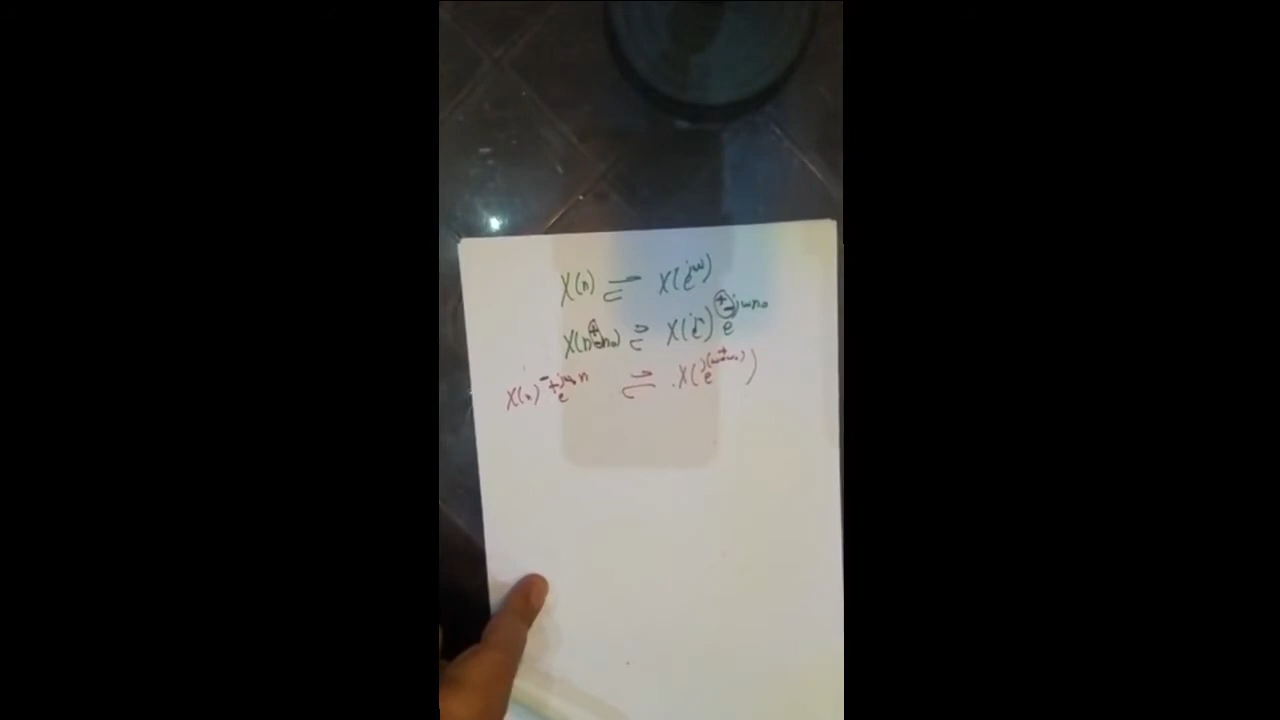 X(n) ⇌ X(e^{jω})
X(n±n₀) ⇌ X(e^{jω}) e^{±jωn₀}
X(n) e^{∓jω₀n} ⇌ X(e^{j(ω±ω₀)})